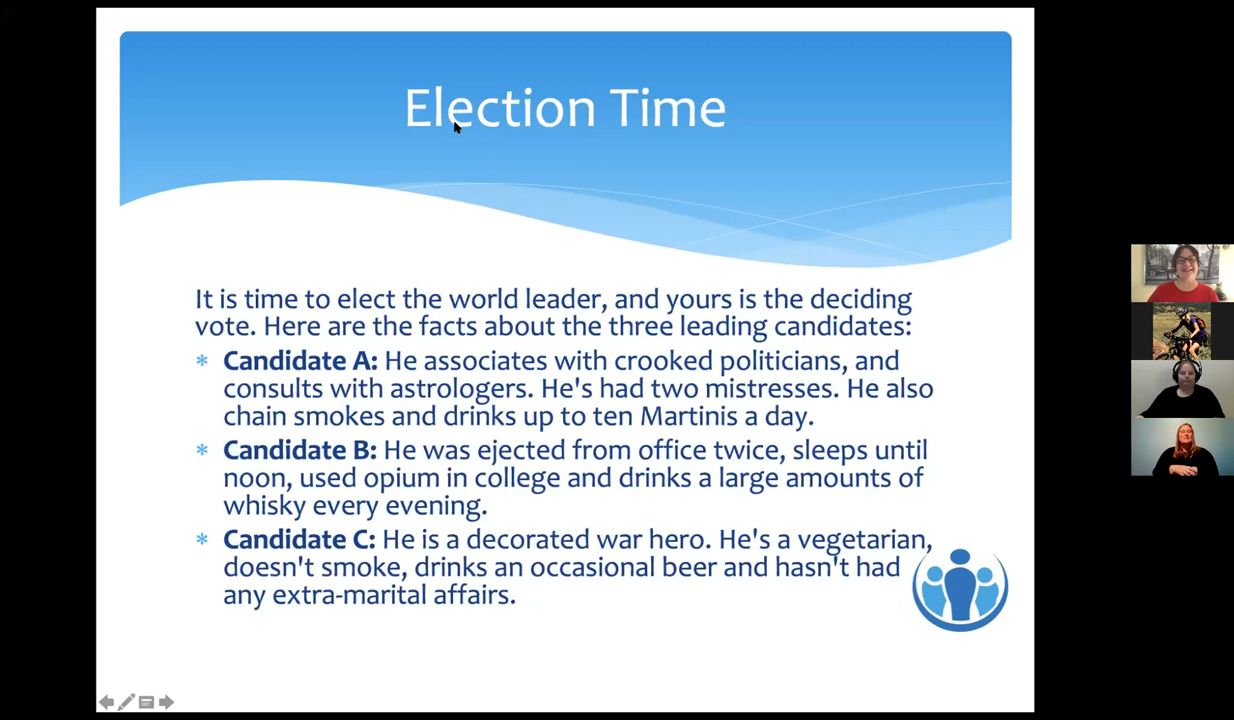 Election Time
It is time to elect the world leader, and yours is the deciding
vote. Here are the facts about the three leading candidates:
* Candidate A: He associates with crooked politicians, and
consults with astrologers. He's had two mistresses. He also
chain smokes and drinks up to ten Martinis a day.
* Candidate B: He was ejected from office twice, sleeps until
noon, used opium in college and drinks a large amounts of
whisky every evening.
* Candidate C: He is a decorated war hero. He's a vegetarian,
doesn't smoke, drinks an occasional beer and hasn't had
any extra-marital affairs.